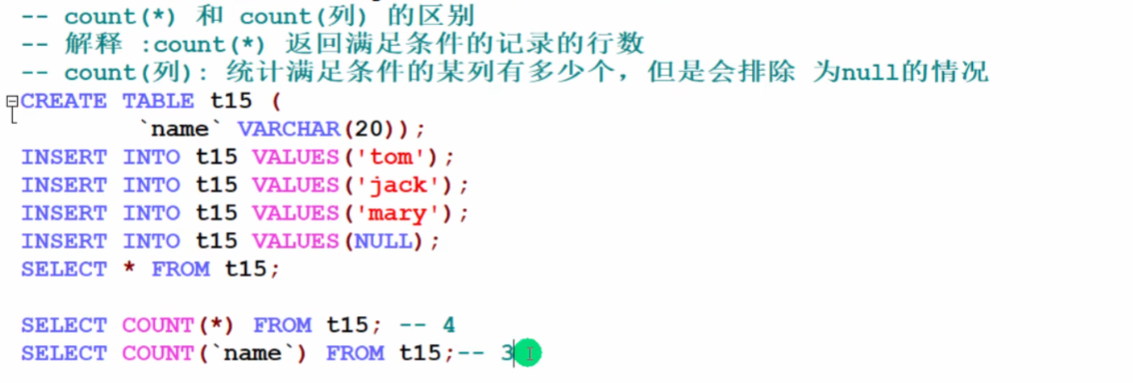 -- count(*) 和 count(列) 的区别
-- 解释 :count(*) 返回满足条件的记录的行数
-- count(列): 统计满足条件的某列有多少个，但是会排除 为null的情况
CREATE TABLE t15 (
`name` VARCHAR(20));
INSERT INTO t15 VALUES('tom');
INSERT INTO t15 VALUES('jack');
INSERT INTO t15 VALUES('mary');
INSERT INTO t15 VALUES(NULL);
SELECT * FROM t15;
SELECT COUNT(*) FROM t15; -- 4
SELECT COUNT(`name`) FROM t15;-- 3